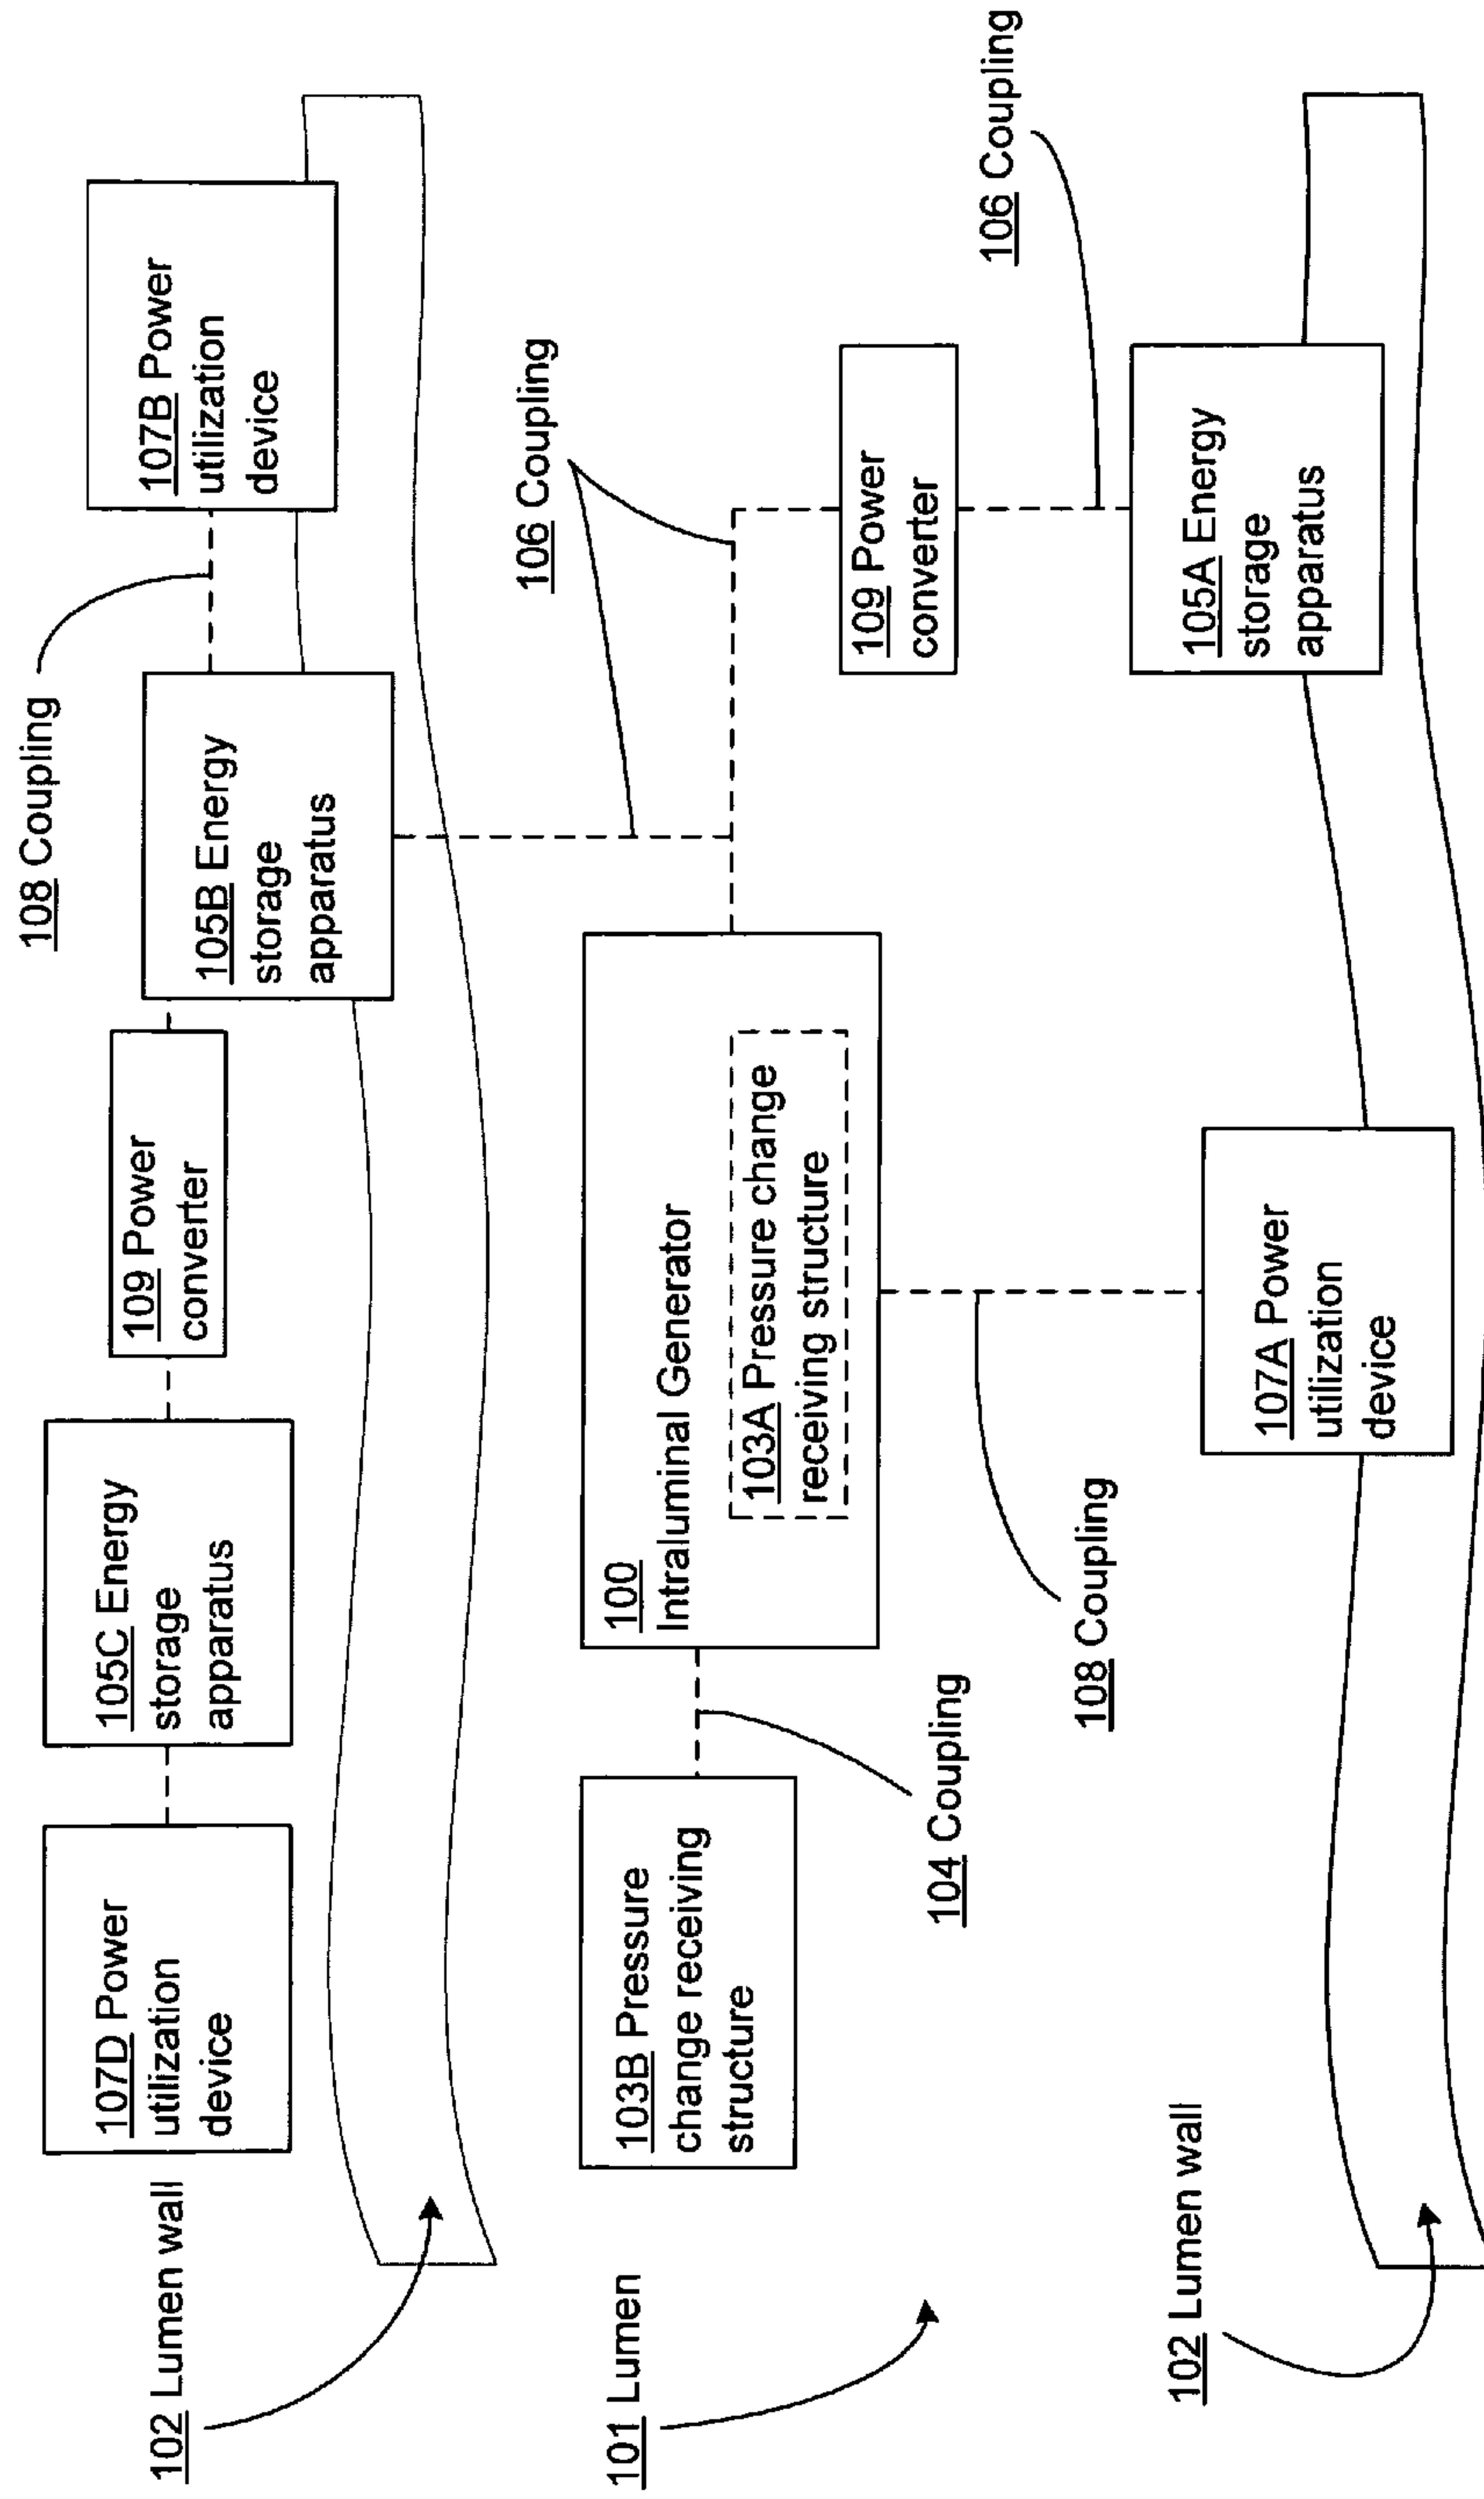 108 Coupling
107D Power
utilization
device
105C Energy
storage
apparatus
109 Power
converter
105B Energy
storage
apparatus
107B Power
utilization
device
102 Lumen wall
106 Coupling
101 Lumen
103B Pressure
change receiving
structure
100
Intraluminal Generator
103A Pressure change
receiving structure
109 Power
converter
104 Coupling
106 Coupling
108 Coupling
102 Lumen wall
107A Power
utilization
device
105A Energy
storage
apparatus